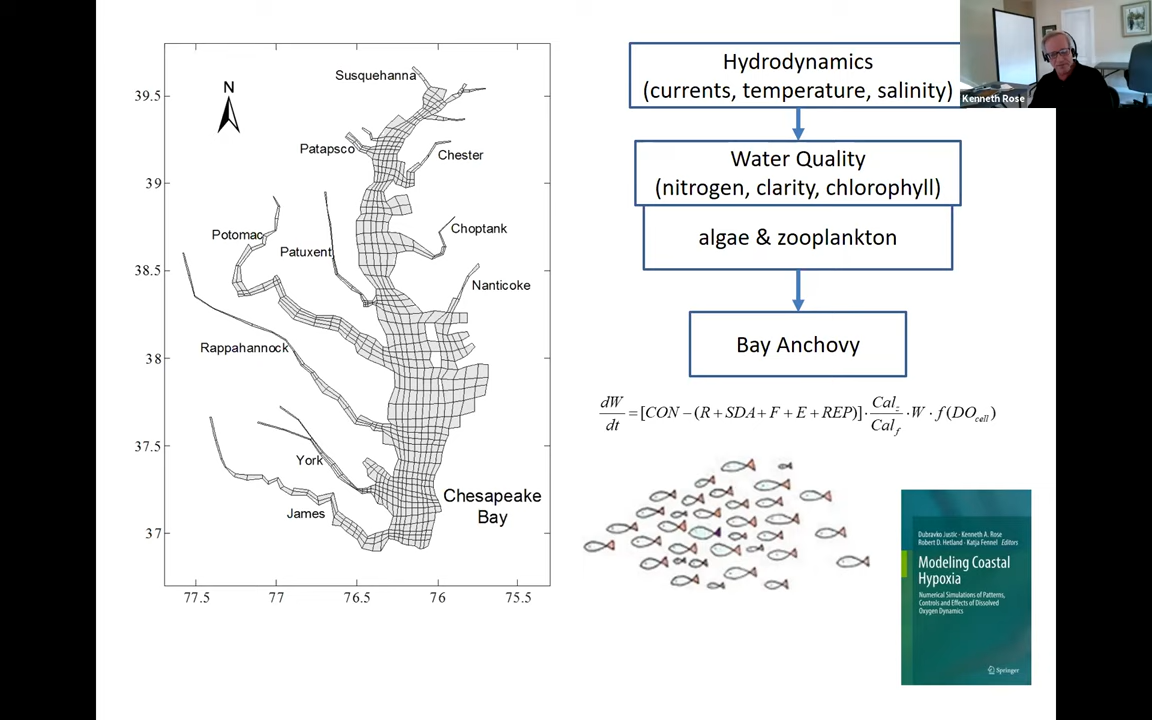 Susquehanna
N
39.5
Patapsco
Chester
39
Choptank
Potomac
Patuxent
38.5
Nanticoke
Rappahannock
38
37.5
York
Chesapeake
Bay
James
37
77.5 77 76.5 76 75.5
Hydrodynamics
(currents, temperature, salinity)
Water Quality
(nitrogen, clarity, chlorophyll)
algae & zooplankton
Bay Anchovy
dW/dt = [CON − (R + SDA + F + E + REP)] · Cal_z/Cal_f · W · f(DO_cell)
Kenneth Rose
Dubravko Justic · Kenneth A. Rose
Robert D. Hetland · Katja Fennel Editors
Modeling Coastal
Hypoxia
Numerical Simulations of Patterns,
Controls and Effects of Dissolved
Oxygen Dynamics
Springer